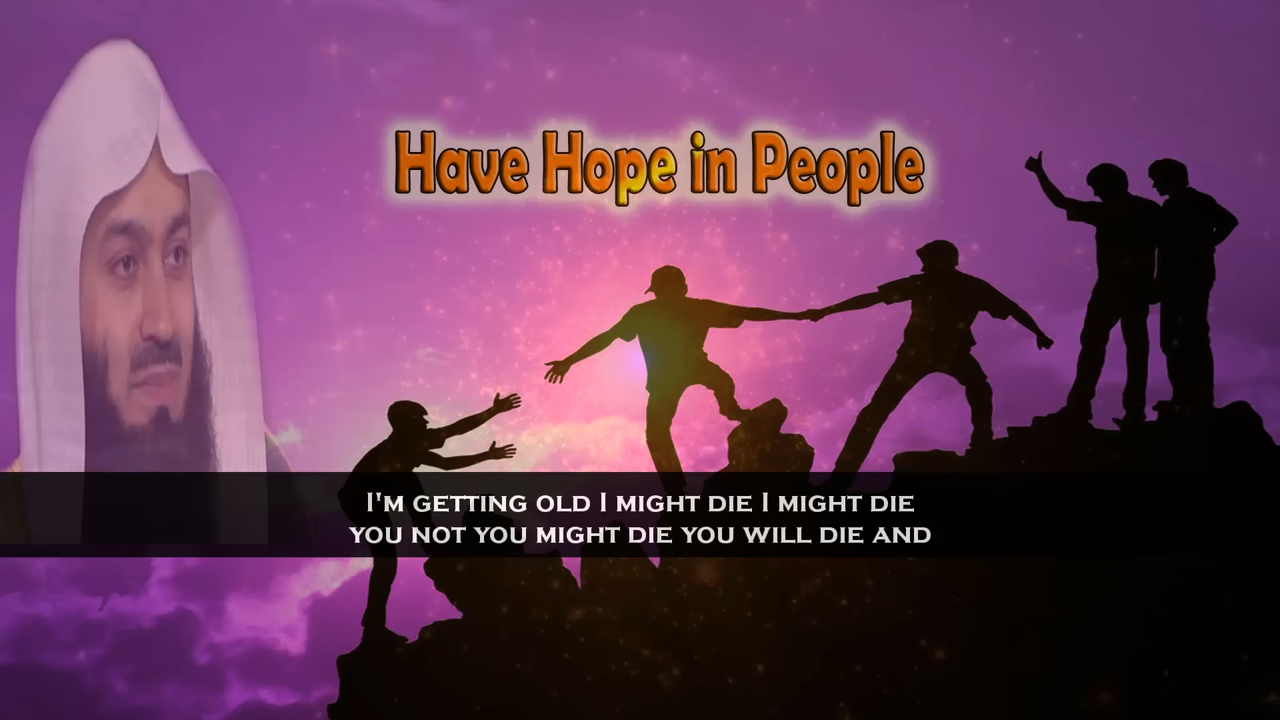 Have Hope in People
I'M GETTING OLD I MIGHT DIE I MIGHT DIE
YOU NOT YOU MIGHT DIE YOU WILL DIE AND